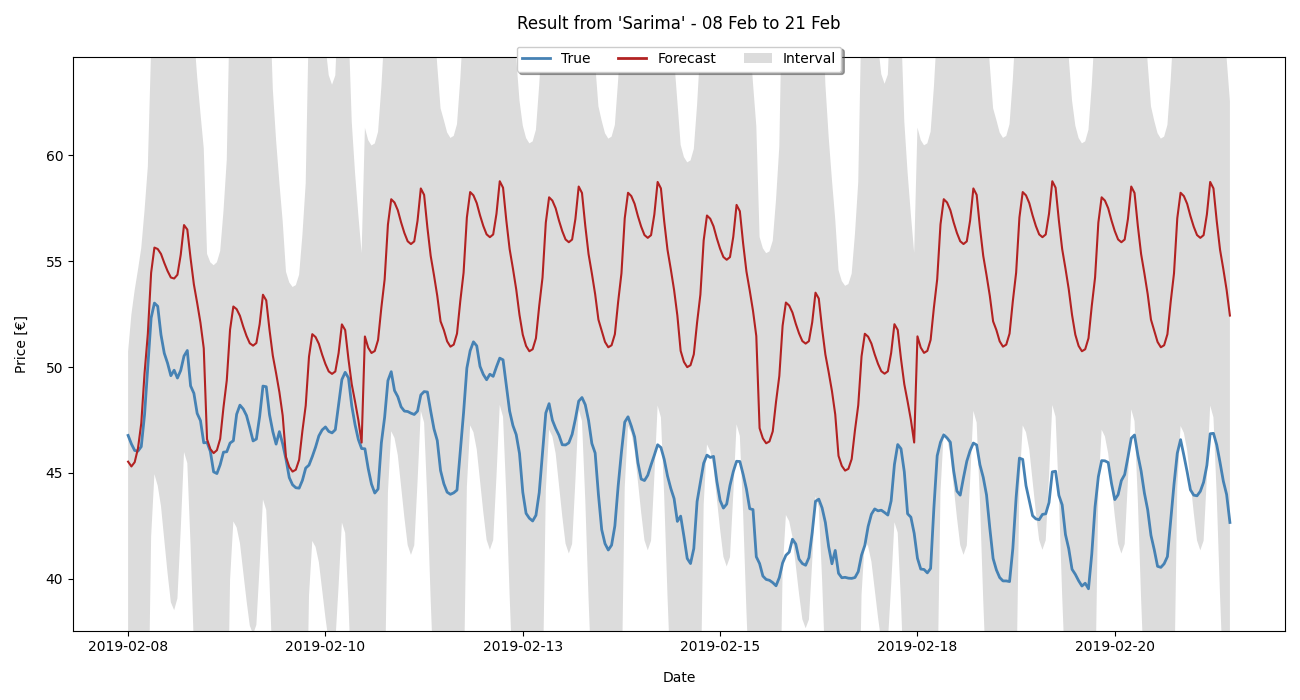 Result from 'Sarima' - 08 Feb to 21 Feb
True Forecast Interval
Price [€]
60
55
50
45
40
2019-02-08 2019-02-10 2019-02-13 2019-02-15 2019-02-18 2019-02-20
Date